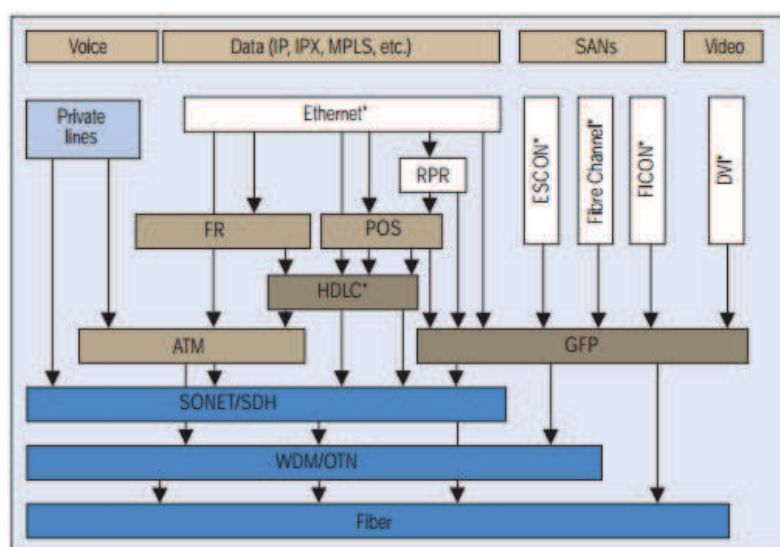 Voice
Data (IP, IPX, MPLS, etc.)
SANs
Video
Private
lines
Ethernet*
RPR
ESCON*
Fibre Channel*
FICON*
DVI*
FR
POS
HDLC*
ATM
GFP
SONET/SDH
WDM/OTN
Fiber